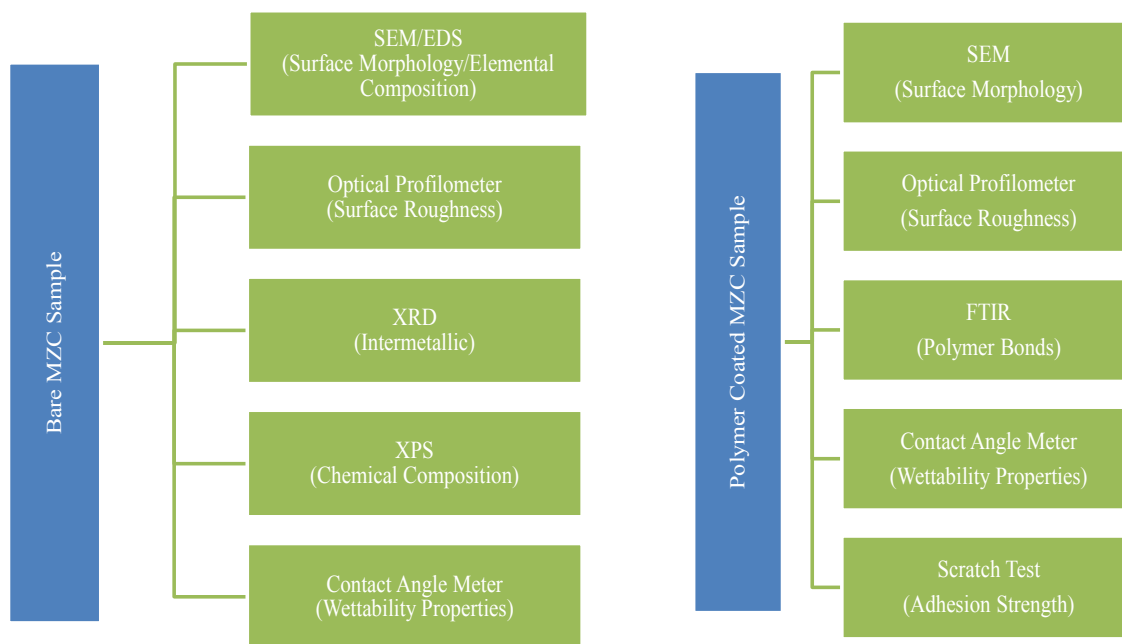 Bare MZC Sample
SEM/EDS
(Surface Morphology/Elemental
Composition)
Optical Profilometer
(Surface Roughness)
XRD
(Intermetallic)
XPS
(Chemical Composition)
Contact Angle Meter
(Wettability Properties)
Polymer Coated MZC Sample
SEM
(Surface Morphology)
Optical Profilometer
(Surface Roughness)
FTIR
(Polymer Bonds)
Contact Angle Meter
(Wettability Properties)
Scratch Test
(Adhesion Strength)